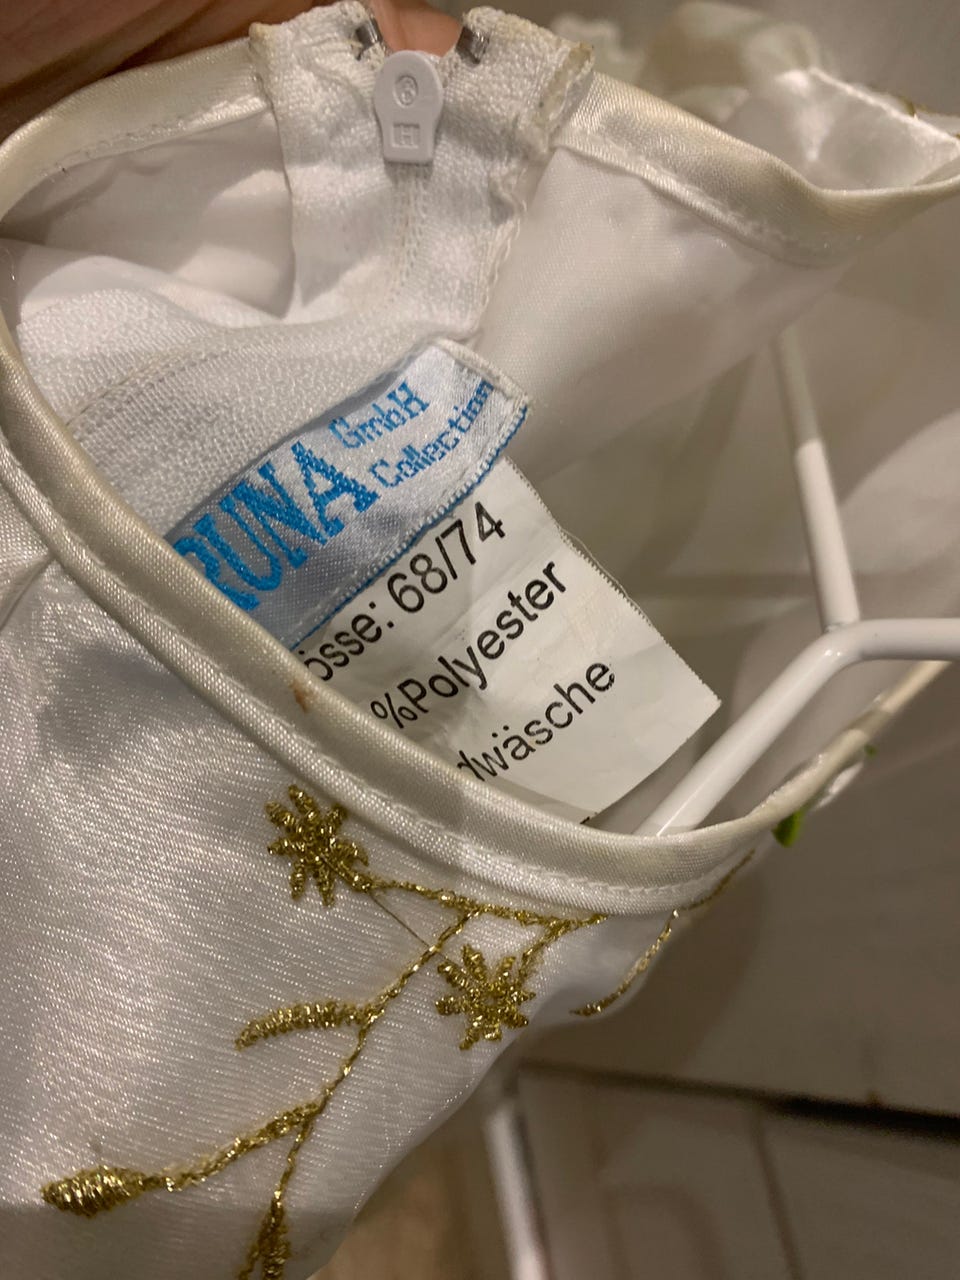 RUNA GmbH
Collection
össe: 68/74
%Polyester
dwäsche
H